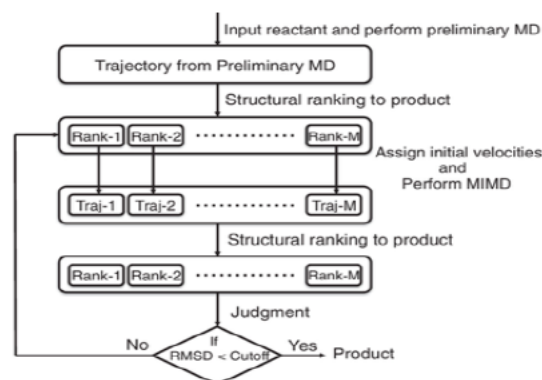 Input reactant and perform preliminary MD
Trajectory from Preliminary MD
Structural ranking to product
Rank-1 Rank-2 ············ Rank-M
Assign initial velocities
and
Perform MIMD
Traj-1 Traj-2 ············ Traj-M
Structural ranking to product
Rank-1 Rank-2 ············ Rank-M
Judgment
No
If
RMSD < Cutoff
Yes
Product